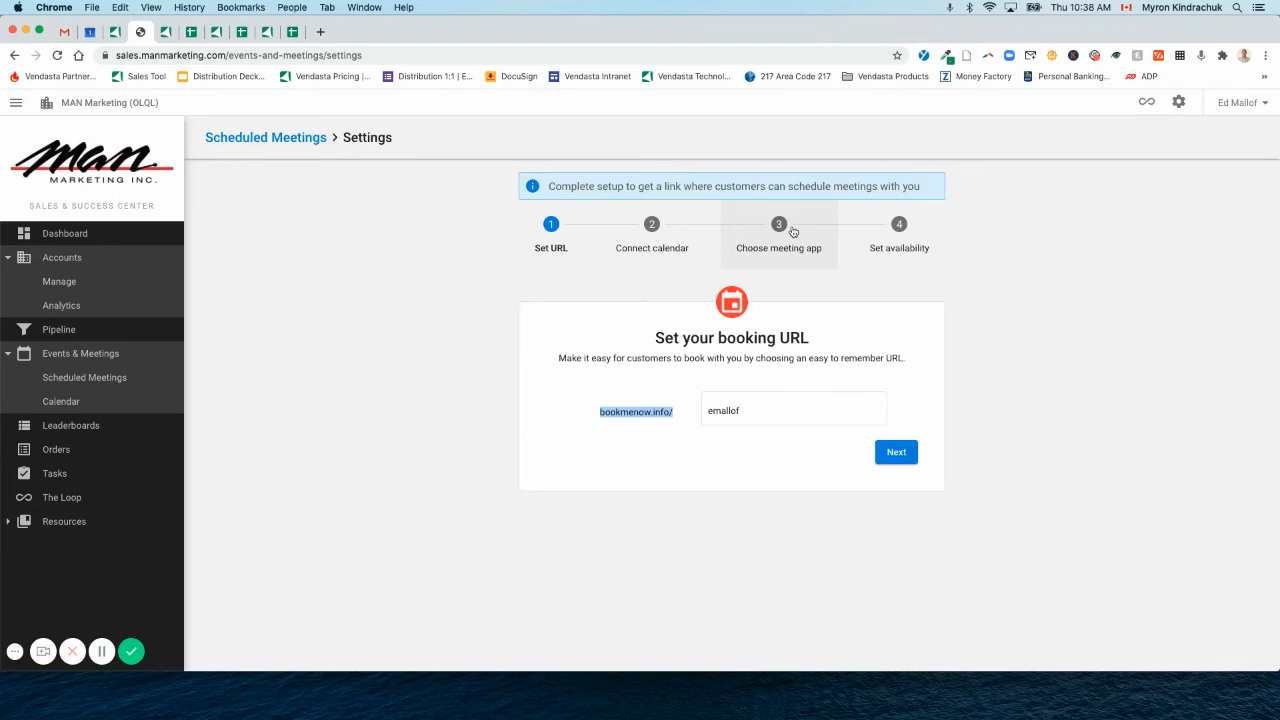 Chrome File Edit View History Bookmarks People Tab Window Help Thu 10:38 AM Myron Kindrachuk
sales.manmarketing.com/events-and-meetings/settings
Vendasta Partner... Sales Tool Distribution Deck... Vendasta Pricing |... Distribution 1:1 | E... DocuSign Vendasta Intranet Vendasta Technol... 217 Area Code 217 Vendasta Products Money Factory Personal Banking... ADP »
MAN Marketing (OLQL) Ed Mallof
Scheduled Meetings > Settings
man
MARKETING INC.
SALES & SUCCESS CENTER
Dashboard
Accounts
Manage
Analytics
Pipeline
Events & Meetings
Scheduled Meetings
Calendar
Leaderboards
Orders
Tasks
The Loop
Resources
Complete setup to get a link where customers can schedule meetings with you
1 2 3 4
Set URL Connect calendar Choose meeting app Set availability
Set your booking URL
Make it easy for customers to book with you by choosing an easy to remember URL.
bookmenow.info/ emallof
Next